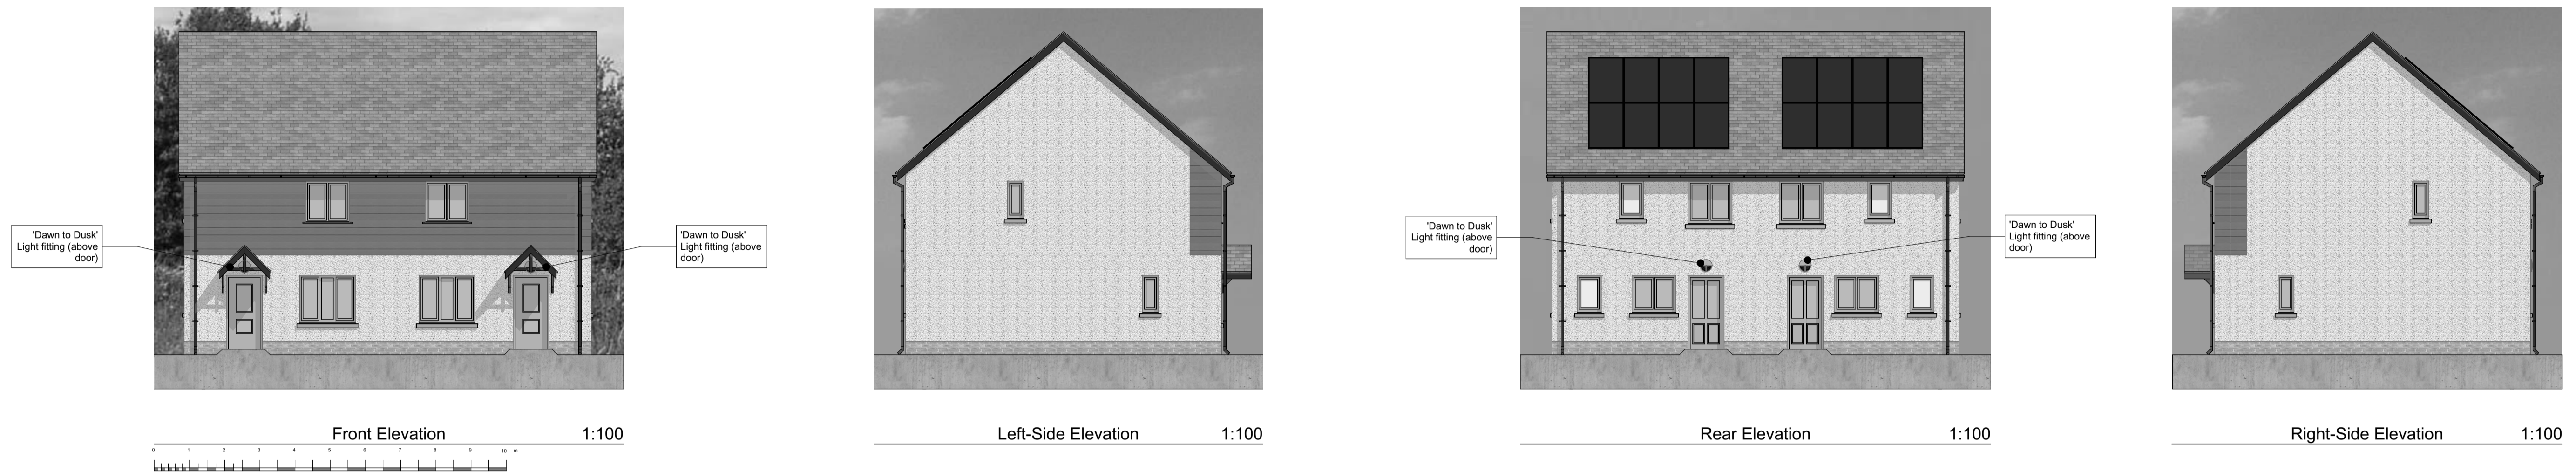 'Dawn to Dusk'
Light fitting (above
door)
'Dawn to Dusk'
Light fitting (above
door)
'Dawn to Dusk'
Light fitting (above
door)
'Dawn to Dusk'
Light fitting (above
door)
Front Elevation 1:100
Left-Side Elevation 1:100
Rear Elevation 1:100
Right-Side Elevation 1:100
0 1 2 3 4 5 6 7 8 9 10 m